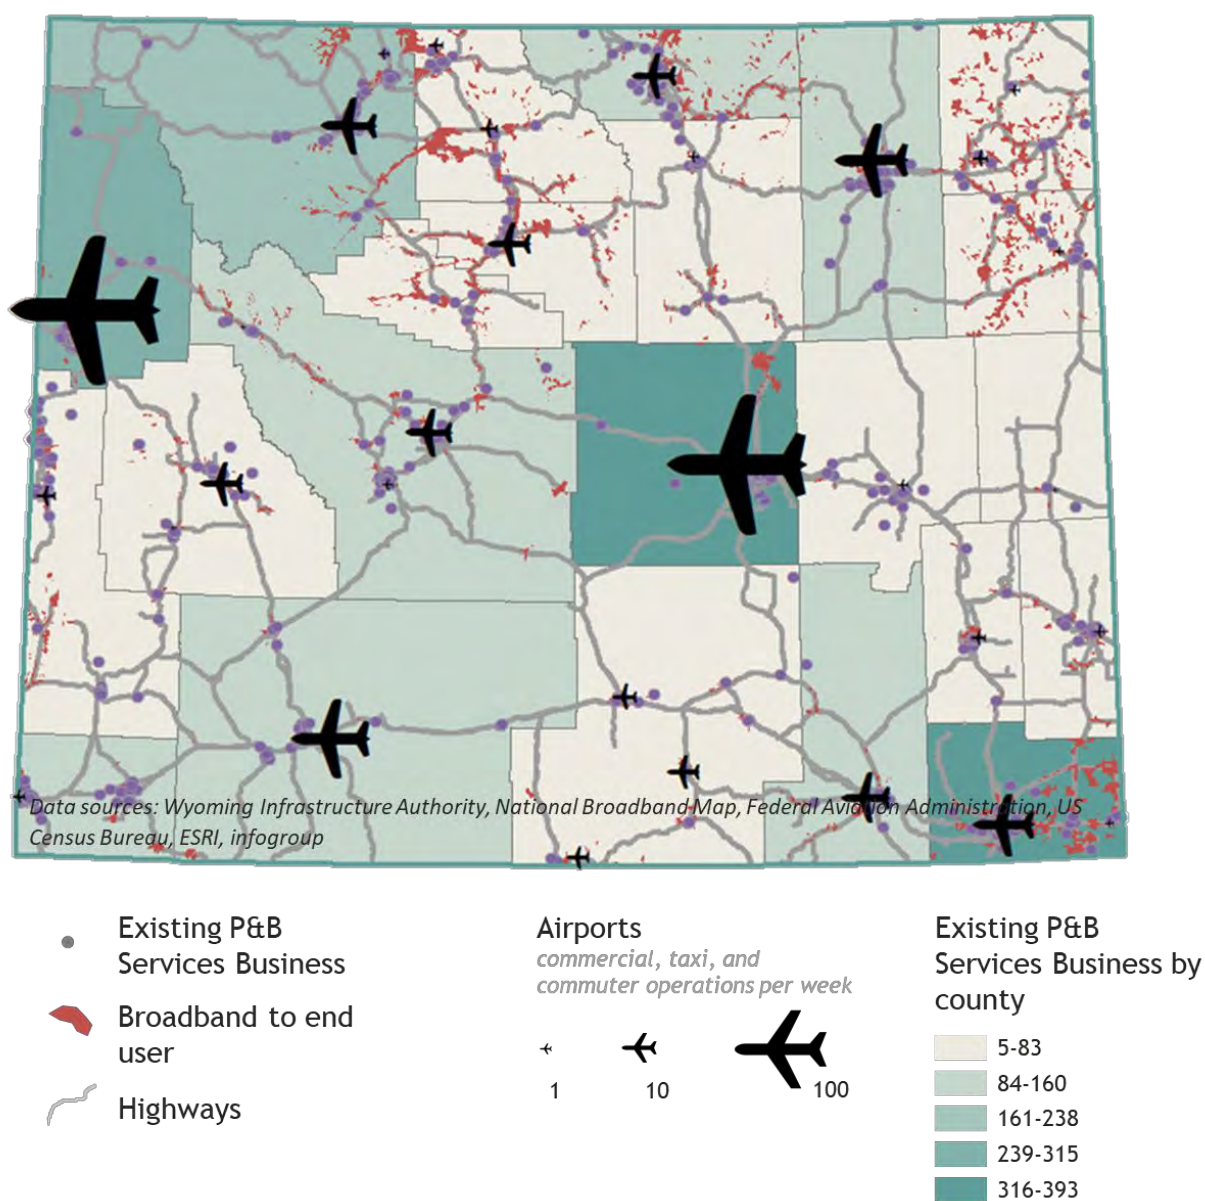 Data sources: Wyoming Infrastructure Authority, National Broadband Map, Federal Aviation Administration, US
Census Bureau, ESRI, infogroup
Existing P&B
Services Business
Broadband to end
user
Highways
Airports
commercial, taxi, and
commuter operations per week
1 10 100
Existing P&B
Services Business by
county
5-83
84-160
161-238
239-315
316-393